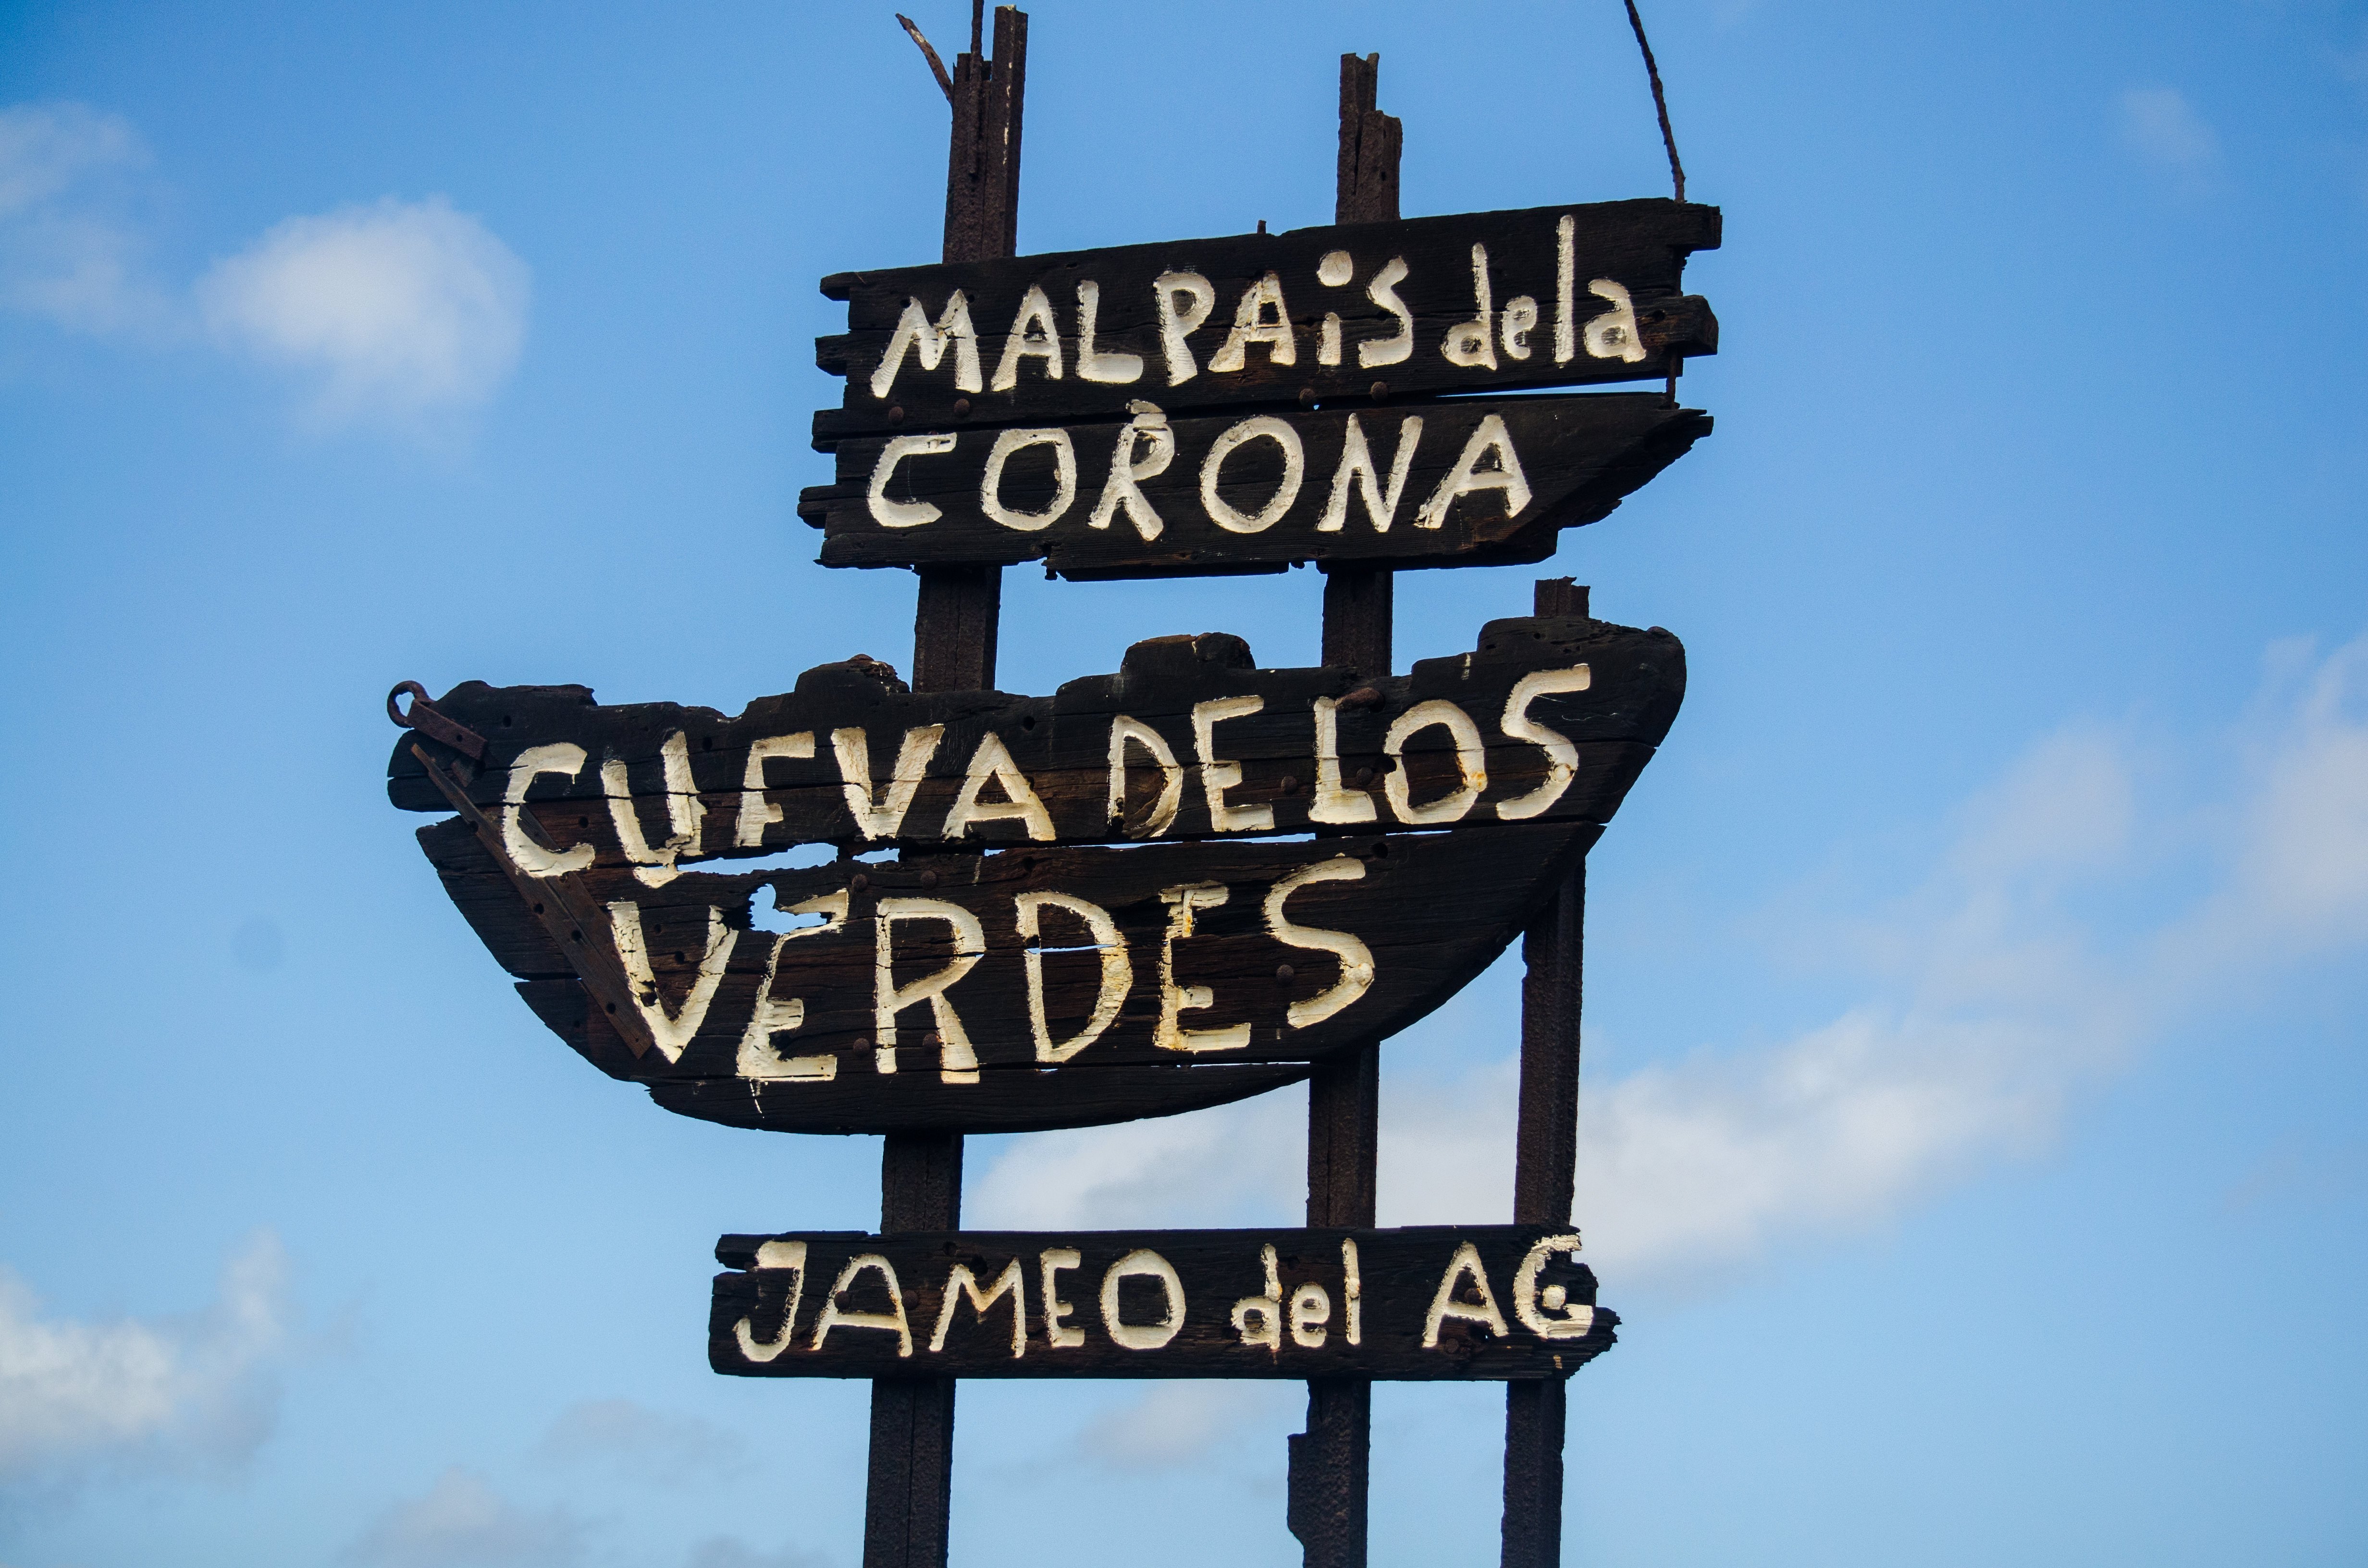 MALPAiS de la
CORONA
CUEVA DE LOS
VERDES
JAMEO del AG